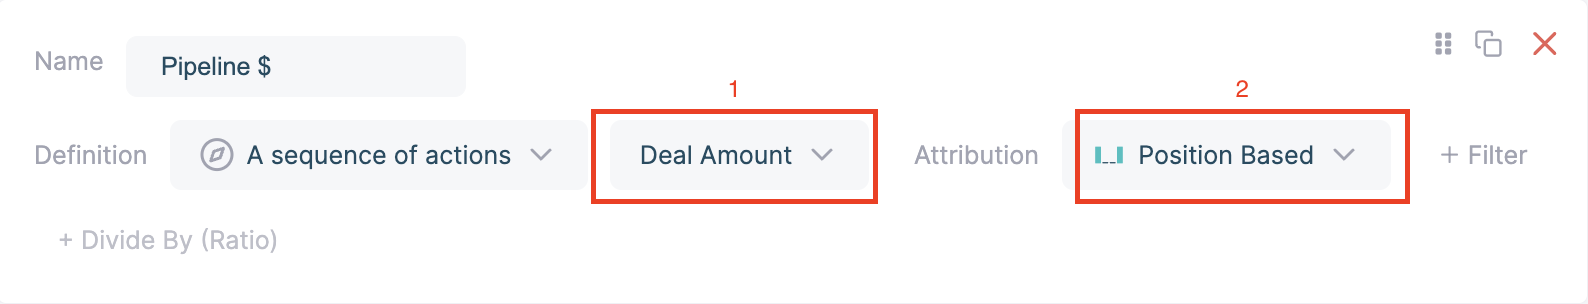 Name Pipeline $
1 2
Definition A sequence of actions Deal Amount Attribution Position Based + Filter
+ Divide By (Ratio)